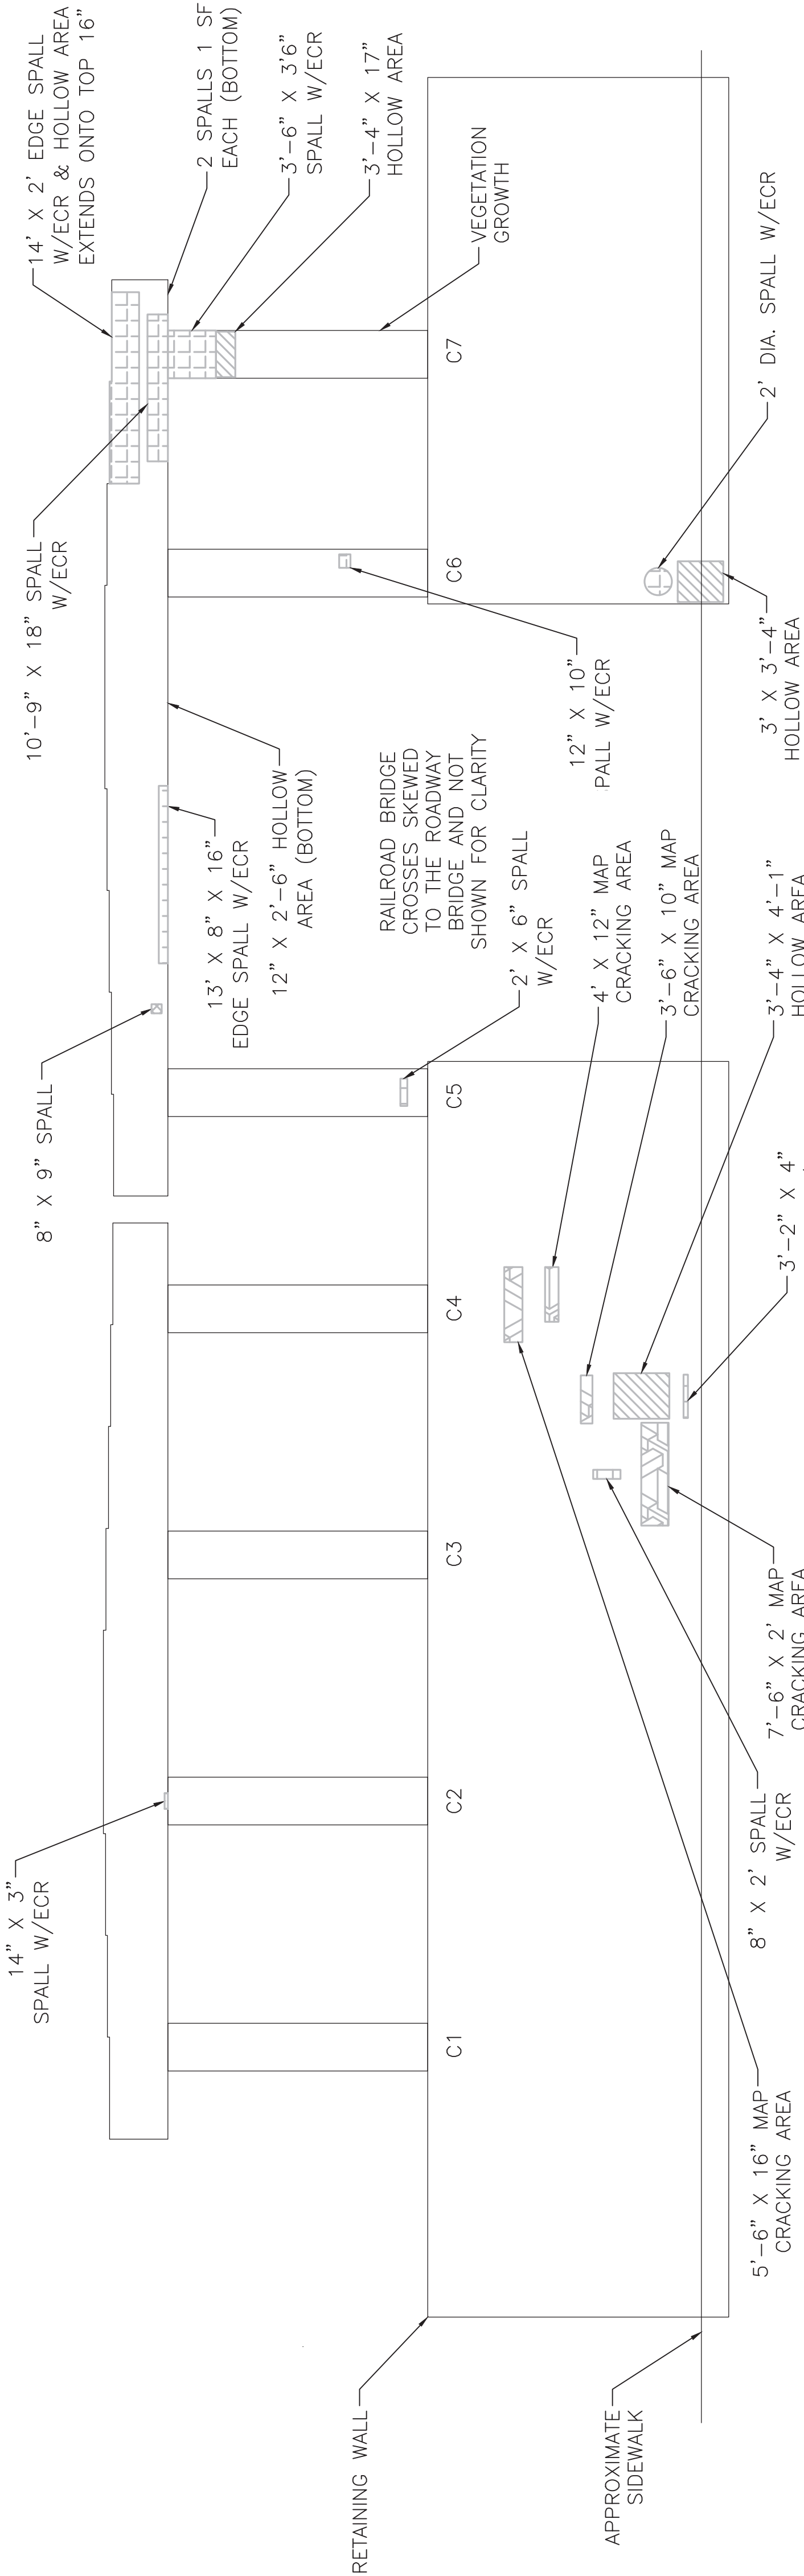 14' X 2' EDGE SPALL
W/ECR & HOLLOW AREA
EXTENDS ONTO TOP 16"
2 SPALLS 1 SF
EACH (BOTTOM)
3'-6" X 3'6"
SPALL W/ECR
3'-4" X 17"
HOLLOW AREA
VEGETATION
GROWTH
10'-9" X 18" SPALL
W/ECR
8" X 9" SPALL
13' X 8" X 16"
EDGE SPALL W/ECR
12" X 2'-6" HOLLOW
AREA (BOTTOM)
RAILROAD BRIDGE
CROSSES SKEWED
TO THE ROADWAY
BRIDGE AND NOT
SHOWN FOR CLARITY
12" X 10"
PALL W/ECR
2' X 6" SPALL
W/ECR
14" X 3"
SPALL W/ECR
C1
C2
C3
C4
C5
C6
C7
4' X 12" MAP
CRACKING AREA
3'-6" X 10" MAP
CRACKING AREA
2' DIA. SPALL W/ECR
3' X 3'-4"
HOLLOW AREA
3'-4" X 4'-1"
HOLLOW AREA
3'-2" X 4"
7'-6" X 2' MAP
CRACKING AREA
8" X 2' SPALL
W/ECR
5'-6" X 16" MAP
CRACKING AREA
RETAINING WALL
APPROXIMATE
SIDEWALK